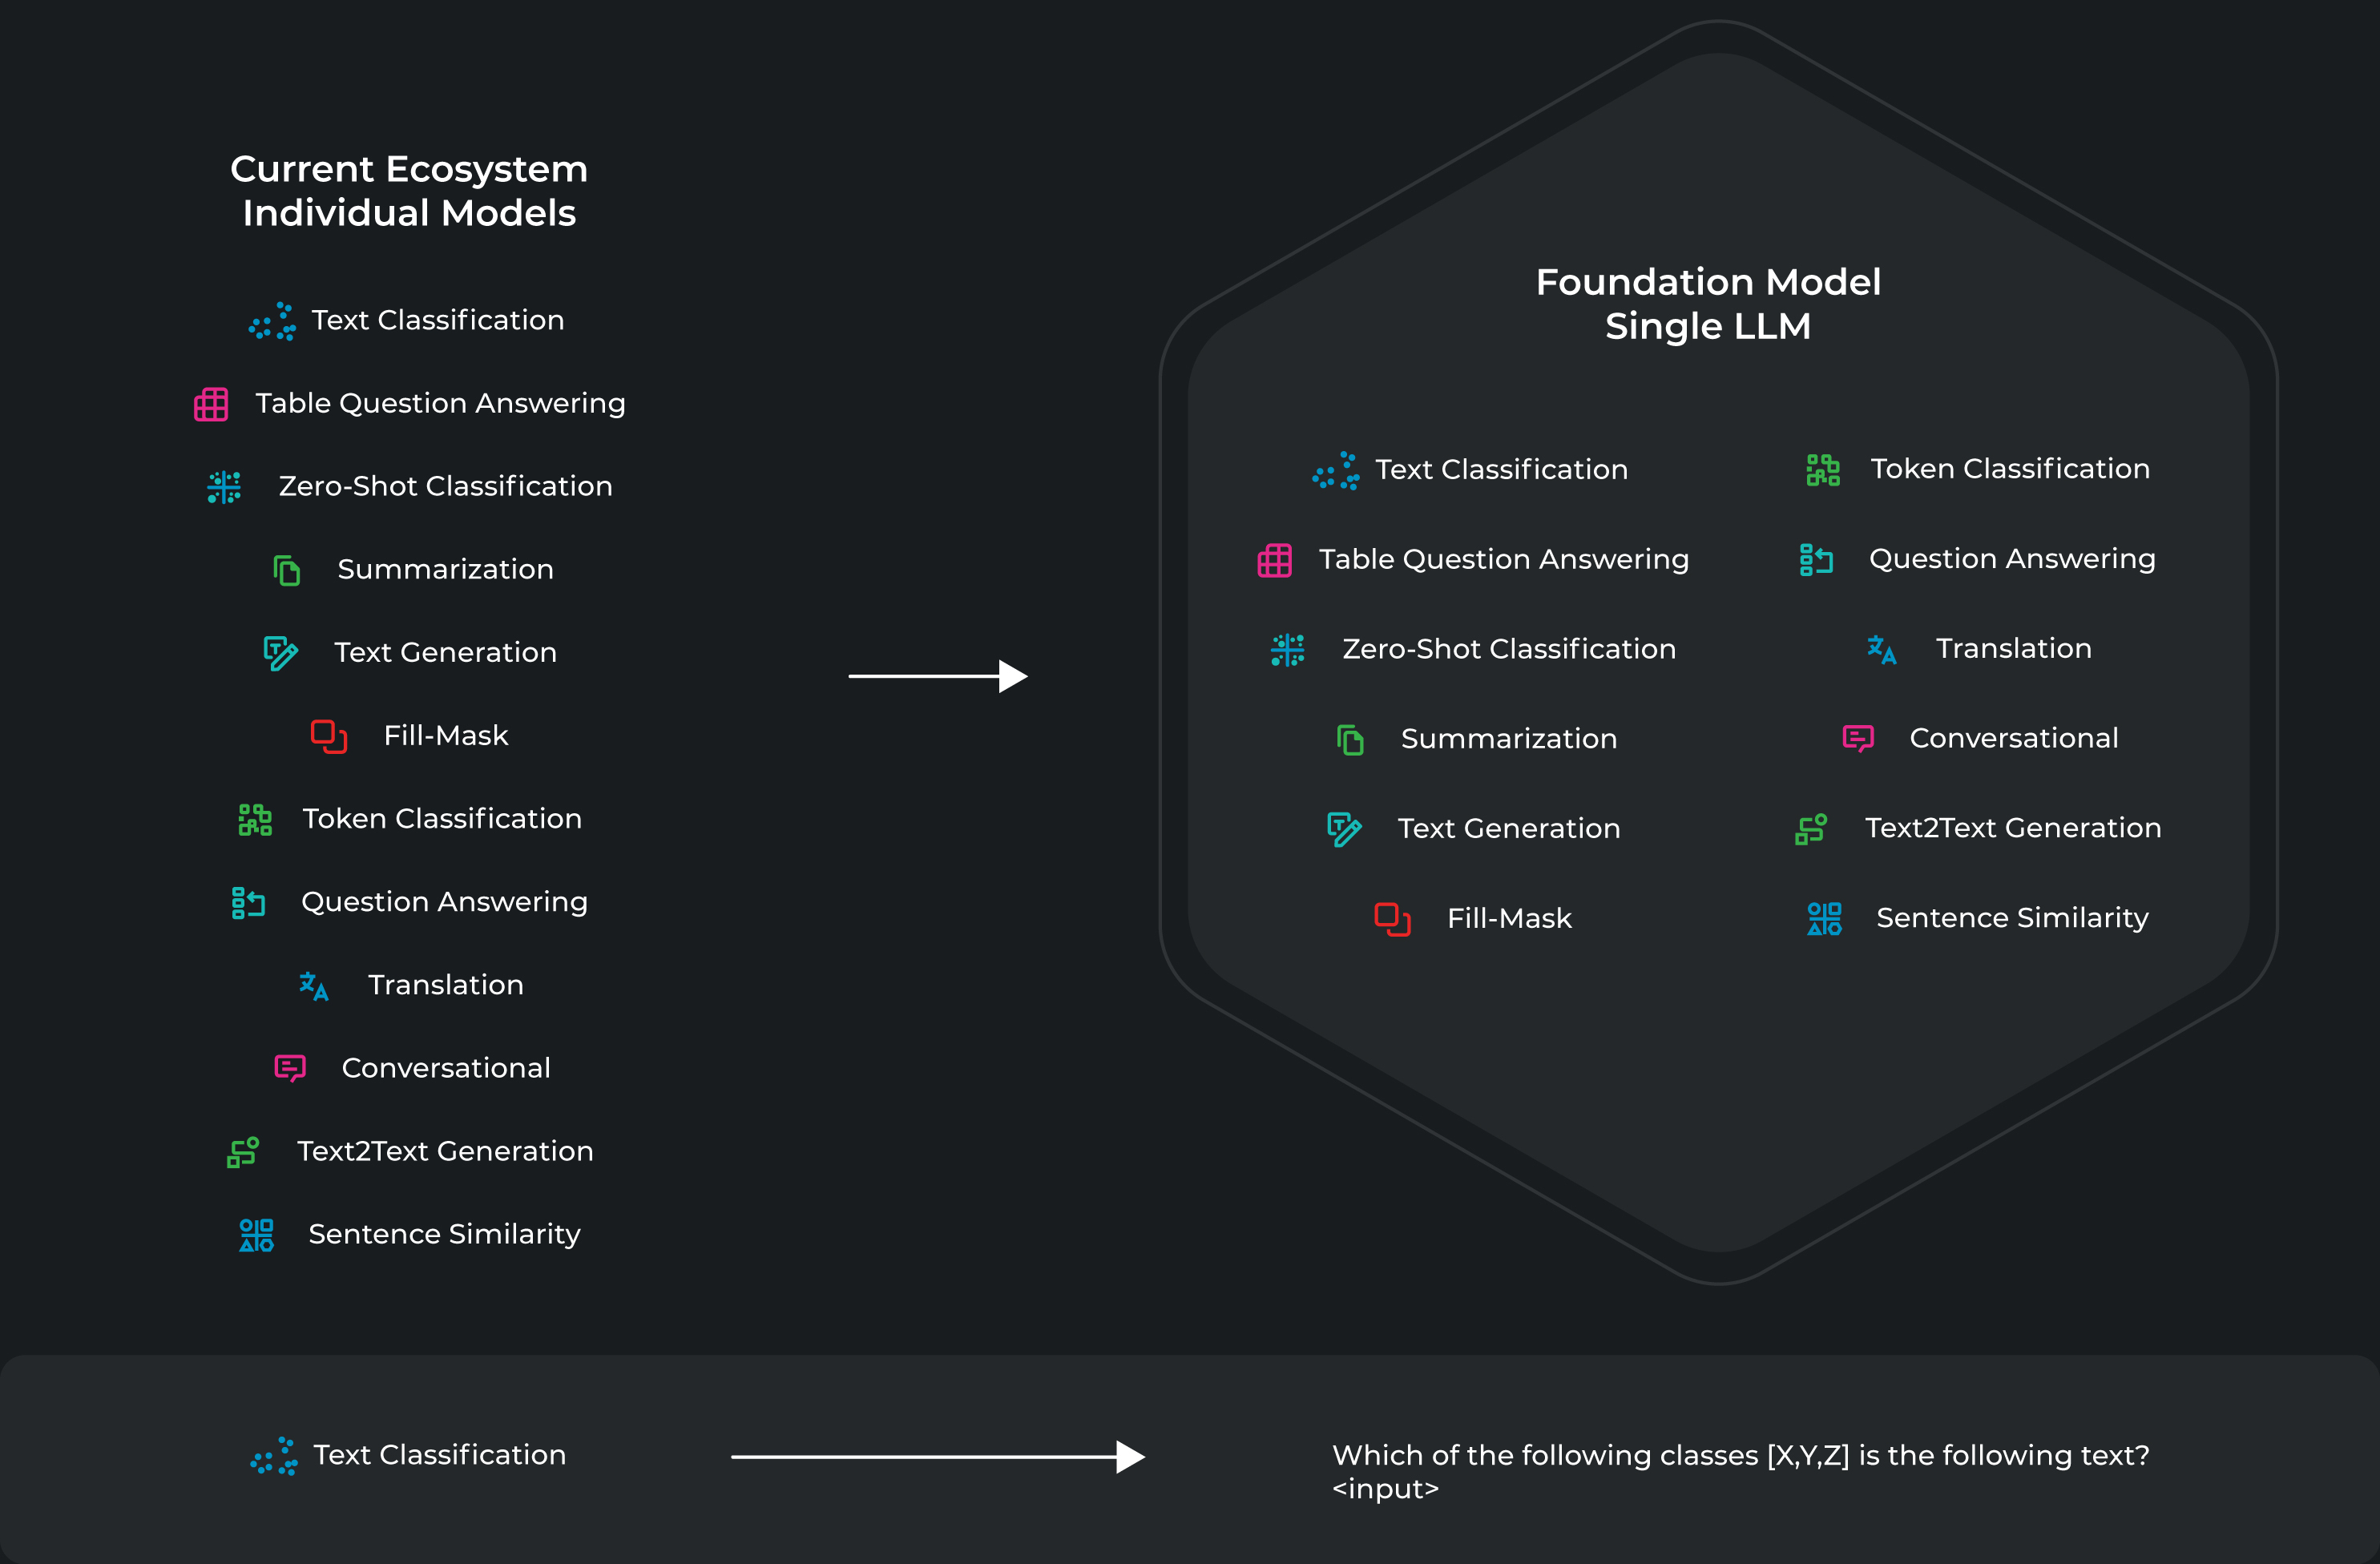 Current Ecosystem
Individual Models
Text Classification
Table Question Answering
Zero-Shot Classification
Summarization
Text Generation
Fill-Mask
Token Classification
Question Answering
Translation
Conversational
Text2Text Generation
Sentence Similarity
Foundation Model
Single LLM
Text Classification
Table Question Answering
Zero-Shot Classification
Summarization
Text Generation
Fill-Mask
Token Classification
Question Answering
Translation
Conversational
Text2Text Generation
Sentence Similarity
Text Classification
Which of the following classes [X,Y,Z] is the following text?
<input>